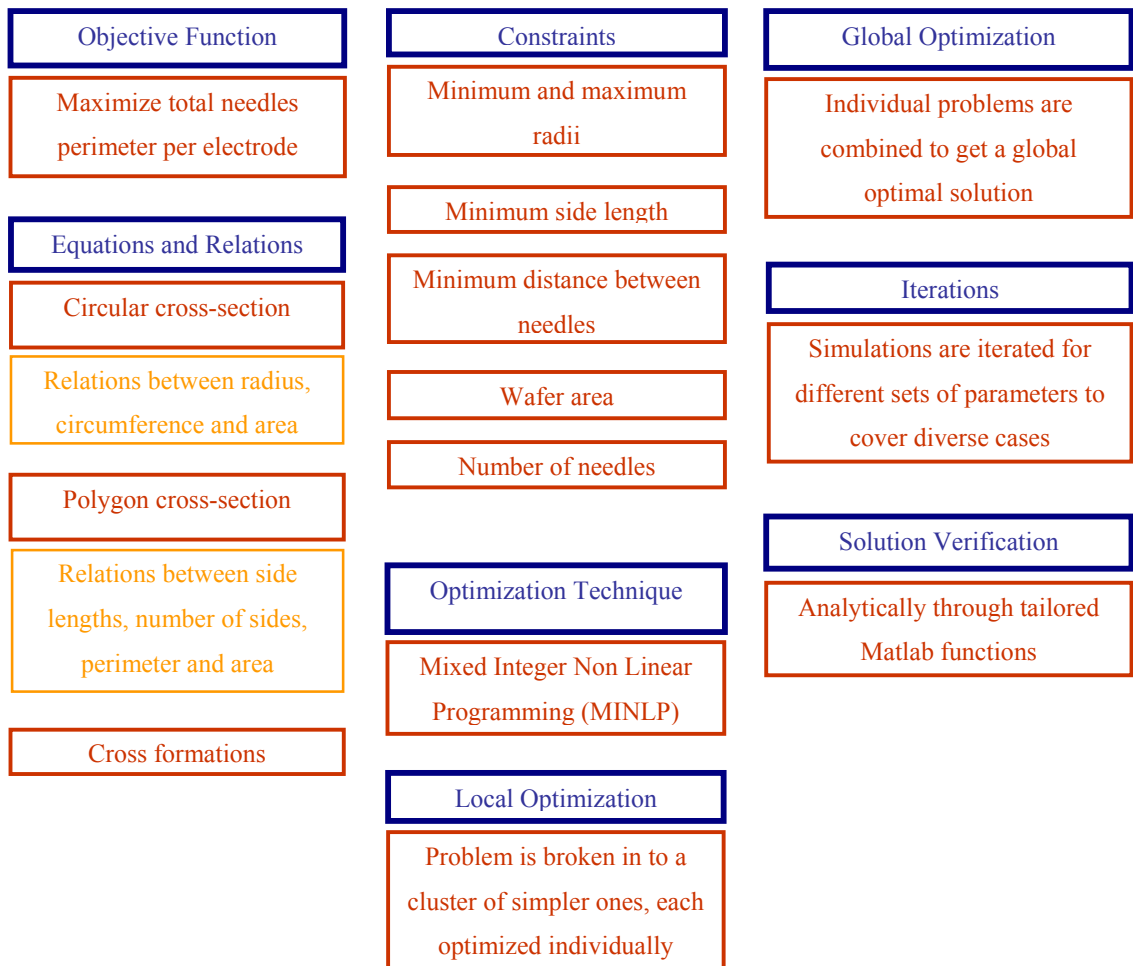 Objective Function
Maximize total needles
perimeter per electrode
Equations and Relations
Circular cross-section
Relations between radius,
circumference and area
Polygon cross-section
Relations between side
lengths, number of sides,
perimeter and area
Cross formations
Constraints
Minimum and maximum
radii
Minimum side length
Minimum distance between
needles
Wafer area
Number of needles
Optimization Technique
Mixed Integer Non Linear
Programming (MINLP)
Local Optimization
Problem is broken in to a
cluster of simpler ones, each
optimized individually
Global Optimization
Individual problems are
combined to get a global
optimal solution
Iterations
Simulations are iterated for
different sets of parameters to
cover diverse cases
Solution Verification
Analytically through tailored
Matlab functions